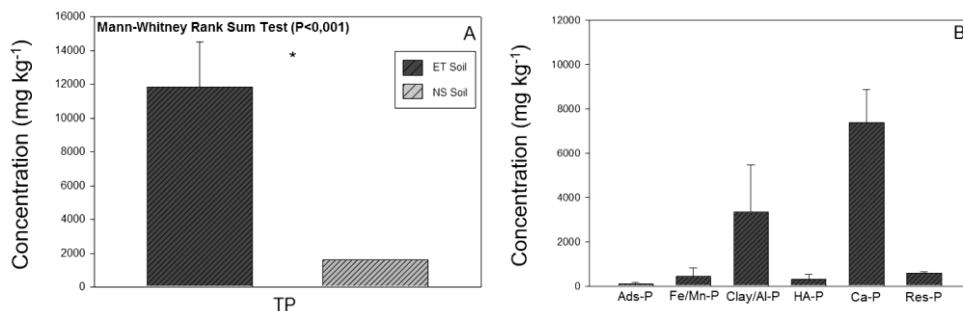 Mann-Whitney Rank Sum Test (P<0,001)
A
*
ET Soil
NS Soil
Concentration (mg kg-1)
16000
14000
12000
10000
8000
6000
4000
2000
0
TP
B
Concentration (mg kg-1)
12000
10000
8000
6000
4000
2000
0
Ads-P Fe/Mn-P Clay/Al-P HA-P Ca-P Res-P